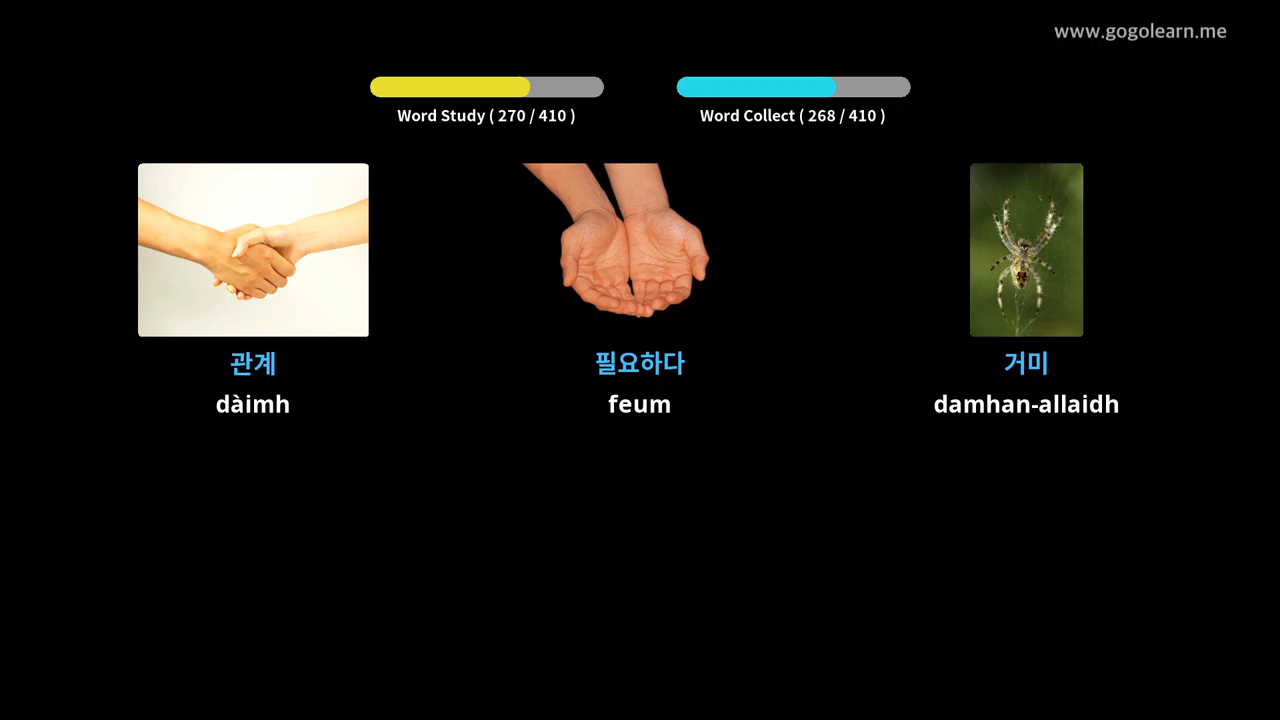 www.gogolearn.me
Word Study ( 270 / 410 )
Word Collect ( 268 / 410 )
관계
필요하다
거미
dàimh
feum
damhan-allaidh